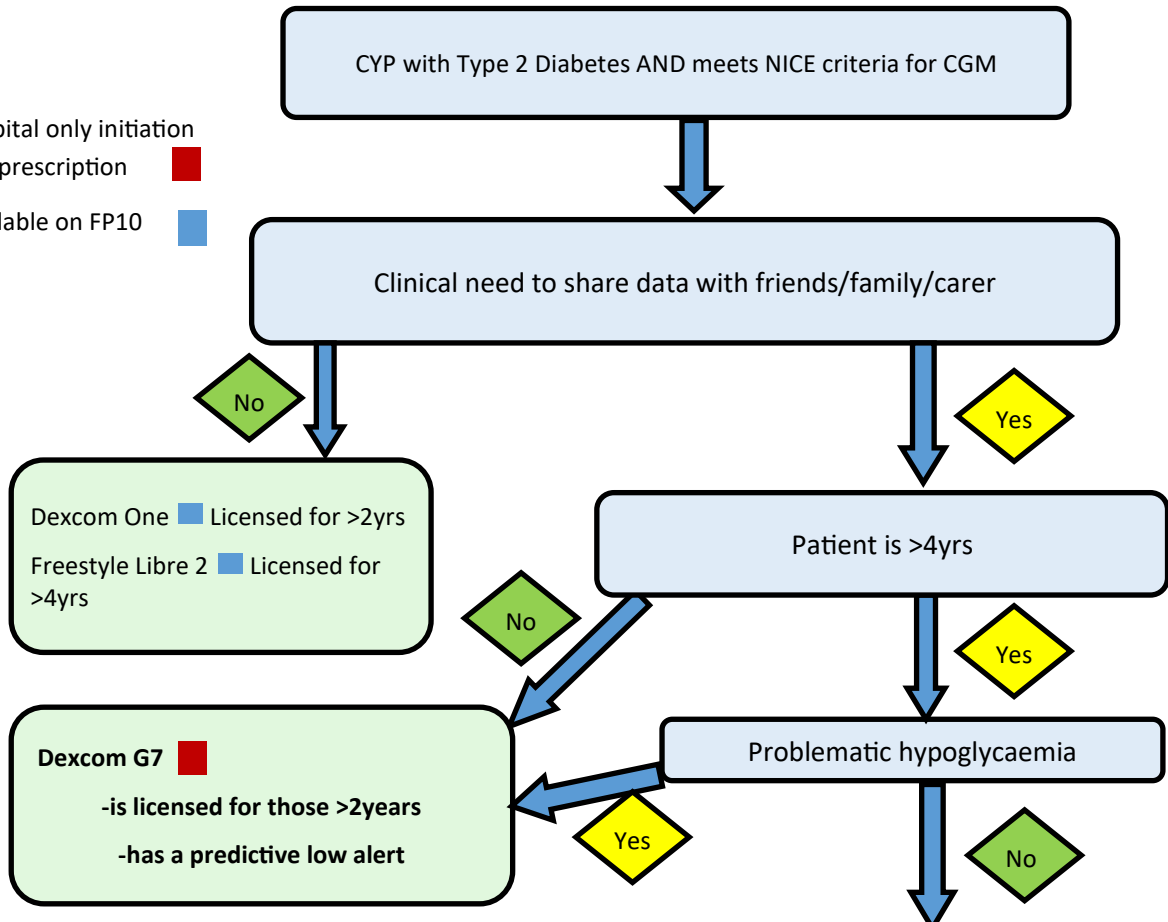 CYP with Type 2 Diabetes AND meets NICE criteria for CGM
pital only initiation
prescription
lable on FP10
Clinical need to share data with friends/family/carer
No
Yes
Dexcom One Licensed for >2yrs
Freestyle Libre 2 Licensed for
>4yrs
Patient is >4yrs
No
Yes
Dexcom G7
-is licensed for those >2years
-has a predictive low alert
Problematic hypoglycaemia
Yes
No